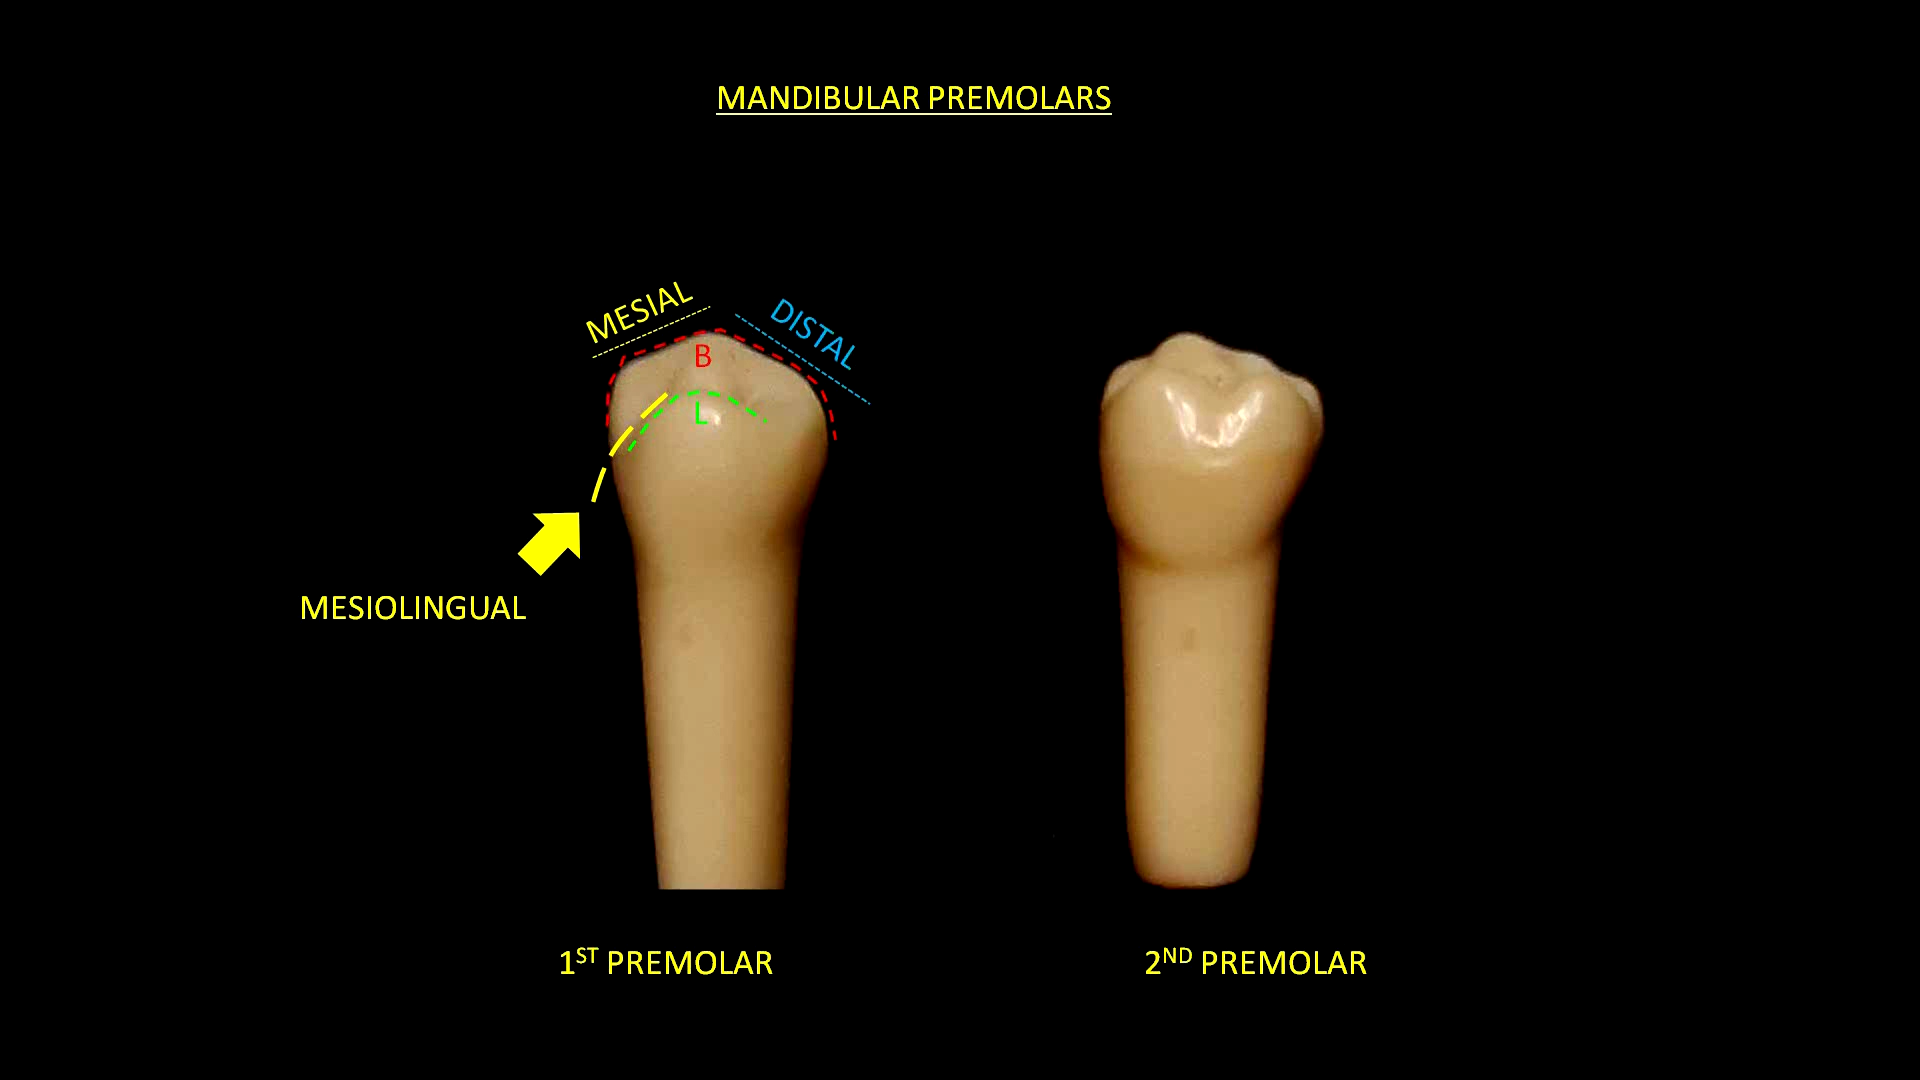 MANDIBULAR PREMOLARS
MESIAL
DISTAL
B
L
MESIOLINGUAL
1ST PREMOLAR
2ND PREMOLAR